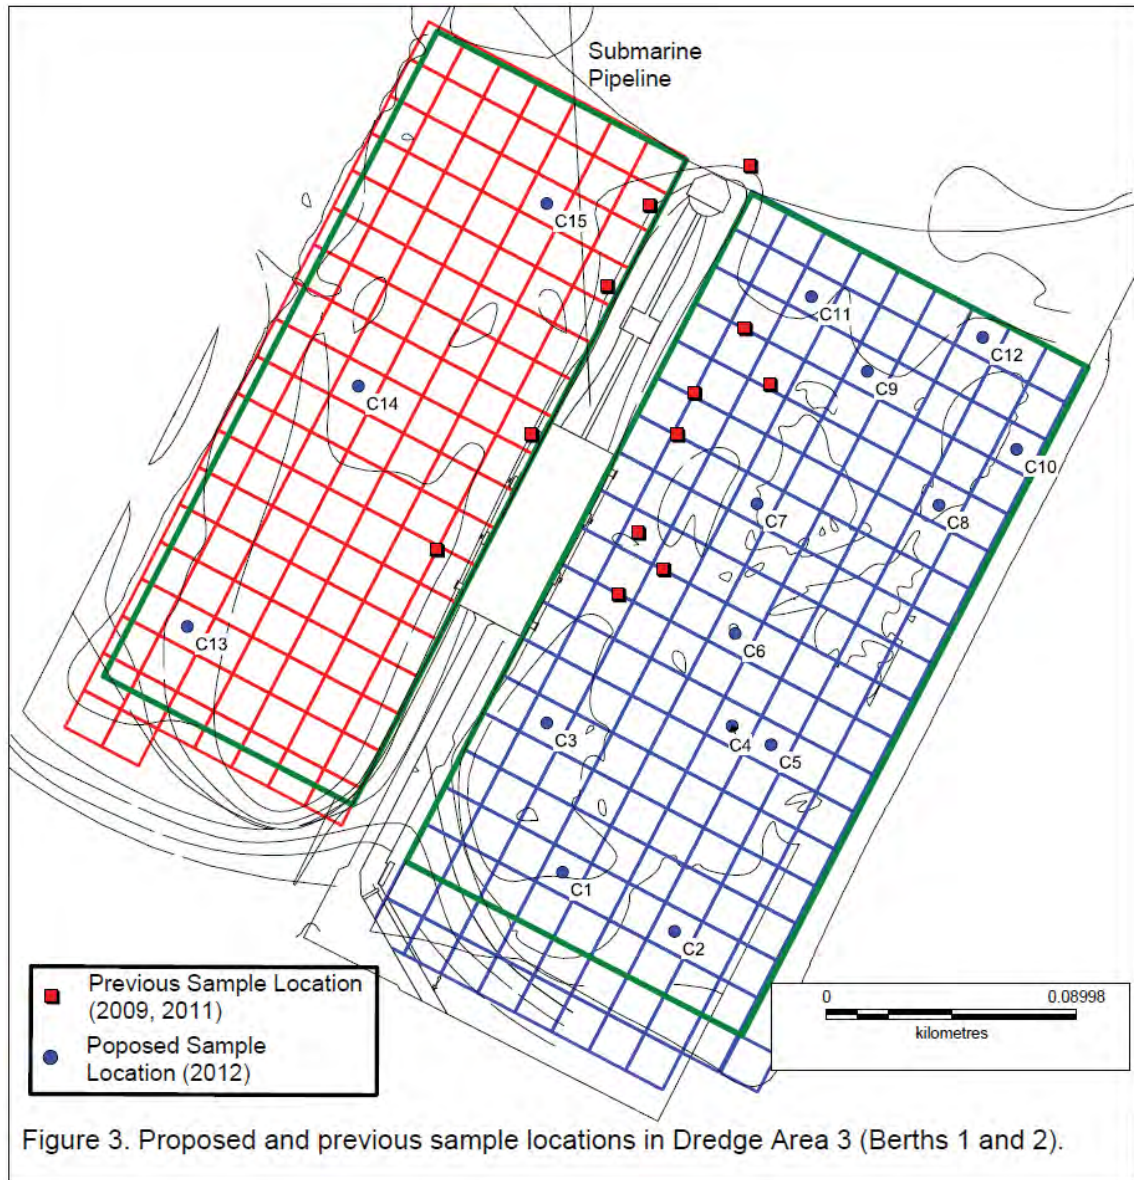 Submarine
Pipeline
C15
C11
C12
C9
C14
C10
C7
C8
C13
C6
C3
C4
C5
C1
C2
Previous Sample Location
(2009, 2011)
Poposed Sample
Location (2012)
0 0.08998
kilometres
Figure 3. Proposed and previous sample locations in Dredge Area 3 (Berths 1 and 2).